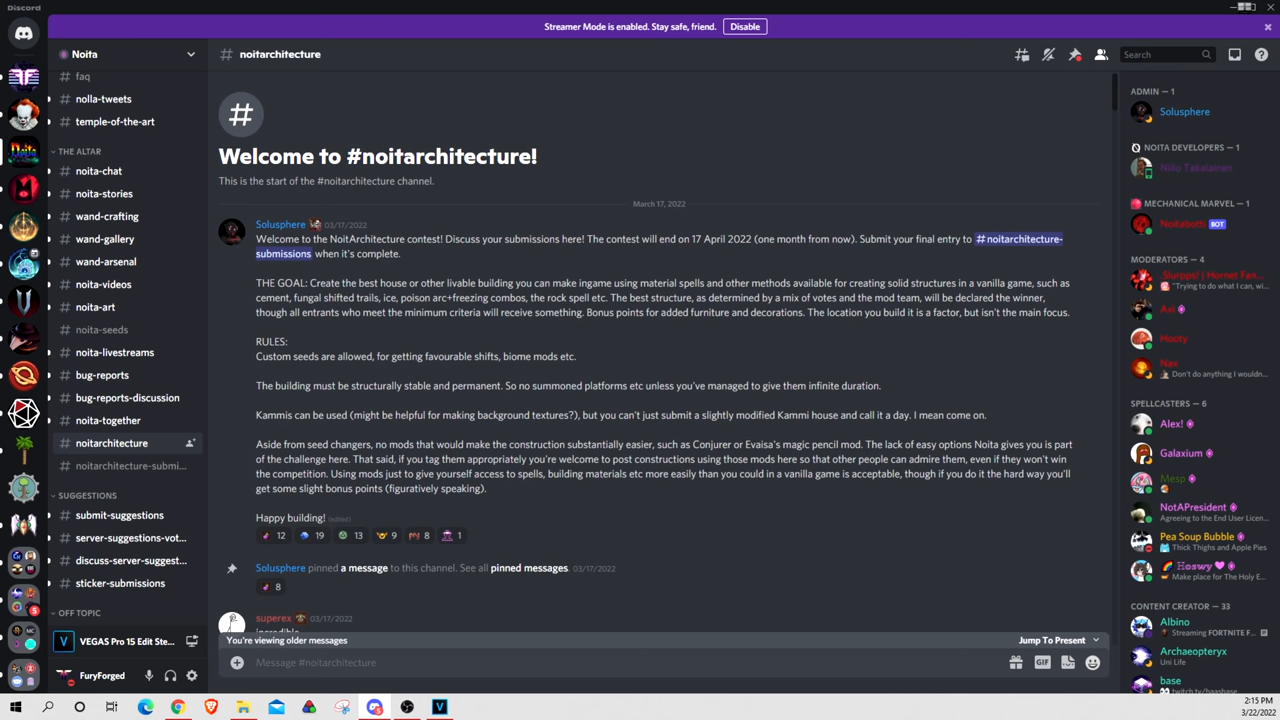 Discord
Streamer Mode is enabled. Stay safe, friend. Disable
Noita
faq
nolla-tweets
temple-of-the-art
THE ALTAR
noita-chat
noita-stories
wand-crafting
wand-gallery
wand-arsenal
noita-videos
noita-art
noita-seeds
noita-livestreams
bug-reports
bug-reports-discussion
noita-together
noitarchitecture
noitarchitecture-submi...
SUGGESTIONS
submit-suggestions
server-suggestions-vot...
discuss-server-suggest...
sticker-submissions
OFF TOPIC
VEGAS Pro 15 Edit Ste...
FuryForged
5
# noitarchitecture
Search
#
Welcome to #noitarchitecture!
This is the start of the #noitarchitecture channel.
March 17, 2022
Solusphere 03/17/2022
Welcome to the NoitArchitecture contest! Discuss your submissions here! The contest will end on 17 April 2022 (one month from now). Submit your final entry to #noitarchitecture-
submissions when it's complete.
THE GOAL: Create the best house or other livable building you can make ingame using material spells and other methods available for creating solid structures in a vanilla game, such as
cement, fungal shifted trails, ice, poison arc+freezing combos, the rock spell etc. The best structure, as determined by a mix of votes and the mod team, will be declared the winner,
though all entrants who meet the minimum criteria will receive something. Bonus points for added furniture and decorations. The location you build it is a factor, but isn't the main focus.
RULES:
Custom seeds are allowed, for getting favourable shifts, biome mods etc.
The building must be structurally stable and permanent. So no summoned platforms etc unless you've managed to give them infinite duration.
Kammis can be used (might be helpful for making background textures?), but you can't just submit a slightly modified Kammi house and call it a day. I mean come on.
Aside from seed changers, no mods that would make the construction substantially easier, such as Conjurer or Evaisa's magic pencil mod. The lack of easy options Noita gives you is part
of the challenge here. That said, if you tag them appropriately you're welcome to post constructions using those mods here so that other people can admire them, even if they won't win
the competition. Using mods just to give yourself access to spells, building materials etc more easily than you could in a vanilla game is acceptable, though if you do it the hard way you'll
get some slight bonus points (figuratively speaking).
Happy building! (edited)
12 19 13 9 8 1
Solusphere pinned a message to this channel. See all pinned messages. 03/17/2022
8
superex 03/17/2022
incredible
You're viewing older messages Jump To Present
Message #noitarchitecture
GIF
ADMIN — 1
Solusphere
NOITA DEVELOPERS — 1
MECHANICAL MARVEL — 1
Noitabotti BOT
MODERATORS — 4
Slurpps! | Hornet Fan...
"Trying to do what I can, wi...
Axi
Hooty
Nax
Don't do anything I wouldn...
SPELLCASTERS — 6
Alex!
Galaxium
Mesp
NotAPresident
Agreeing to the End User Licen...
Pea Soup Bubble
Thick Thighs and Apple Pies
Make place for The Holy E...
CONTENT CREATOR — 33
Albino
Streaming FORTNITE F...
Archaeopteryx
Uni Life
base
twitch.tv/baasbase
2:15 PM
3/22/2022